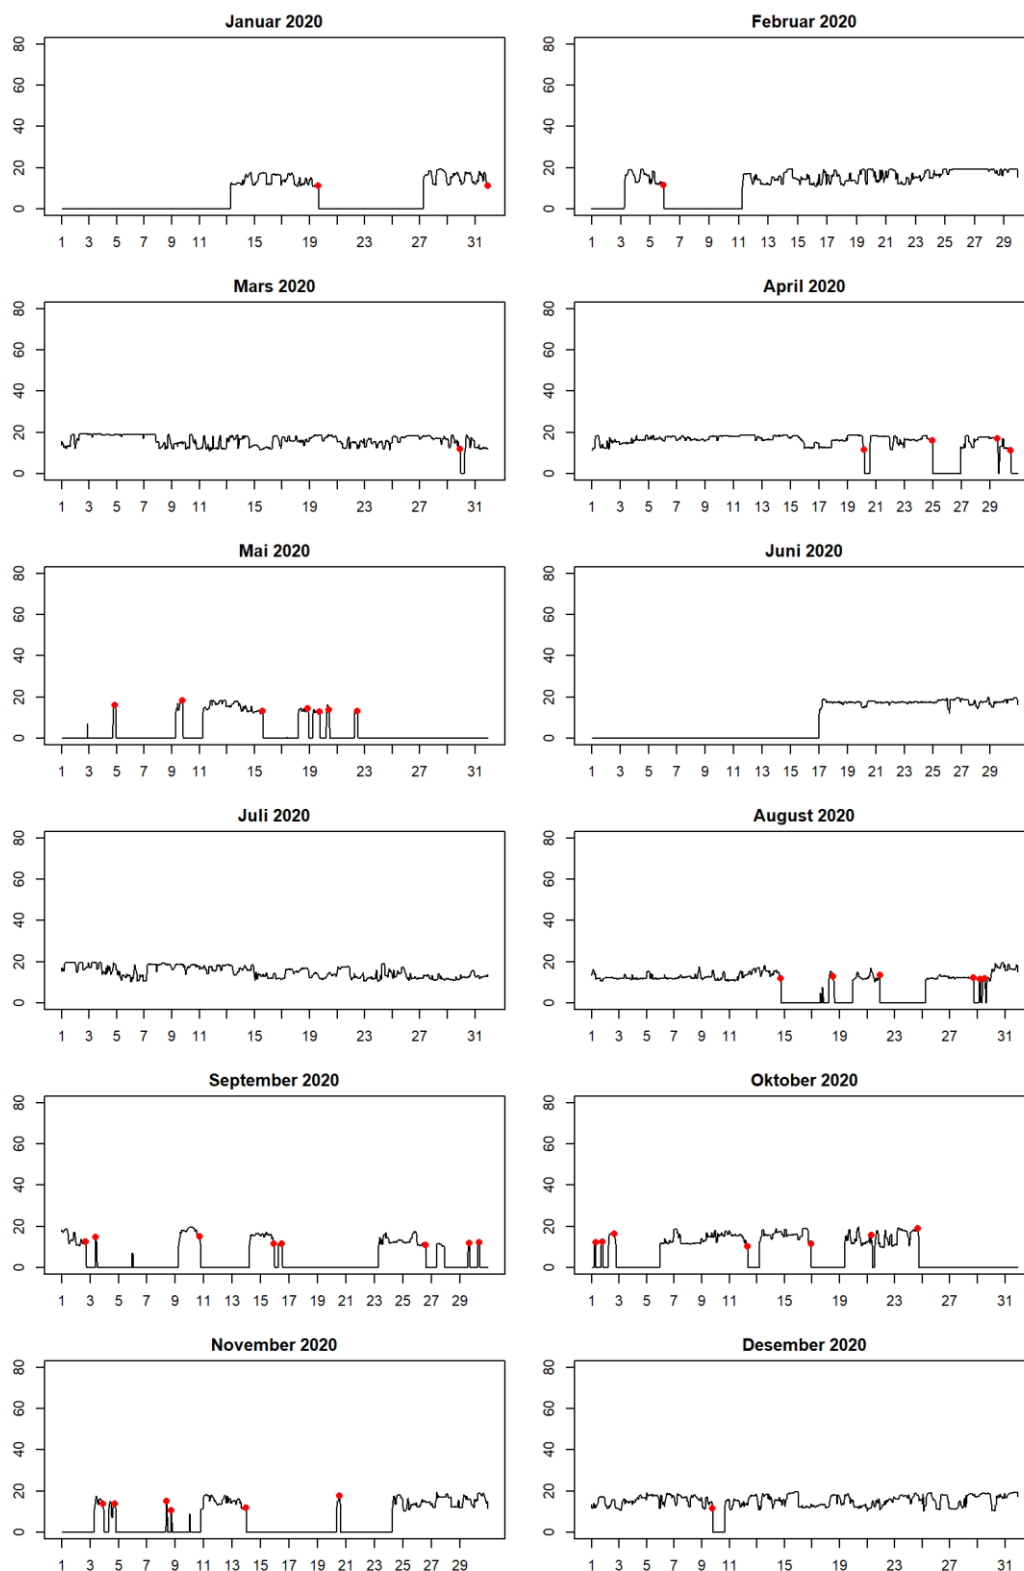 Januar 2020
80
60
40
20
0
1 3 5 7 9 11 15 19 23 27 31
Februar 2020
80
60
40
20
0
1 3 5 7 9 11 13 15 17 19 21 23 25 27 29
Mars 2020
80
60
40
20
0
1 3 5 7 9 11 15 19 23 27 31
April 2020
80
60
40
20
0
1 3 5 7 9 11 13 15 17 19 21 23 25 27 29
Mai 2020
80
60
40
20
0
1 3 5 7 9 11 15 19 23 27 31
Juni 2020
80
60
40
20
0
1 3 5 7 9 11 13 15 17 19 21 23 25 27 29
Juli 2020
80
60
40
20
0
1 3 5 7 9 11 15 19 23 27 31
August 2020
80
60
40
20
0
1 3 5 7 9 11 15 19 23 27 31
September 2020
80
60
40
20
0
1 3 5 7 9 11 13 15 17 19 21 23 25 27 29
Oktober 2020
80
60
40
20
0
1 3 5 7 9 11 15 19 23 27 31
November 2020
80
60
40
20
0
1 3 5 7 9 11 13 15 17 19 21 23 25 27 29
Desember 2020
80
60
40
20
0
1 3 5 7 9 11 15 19 23 27 31